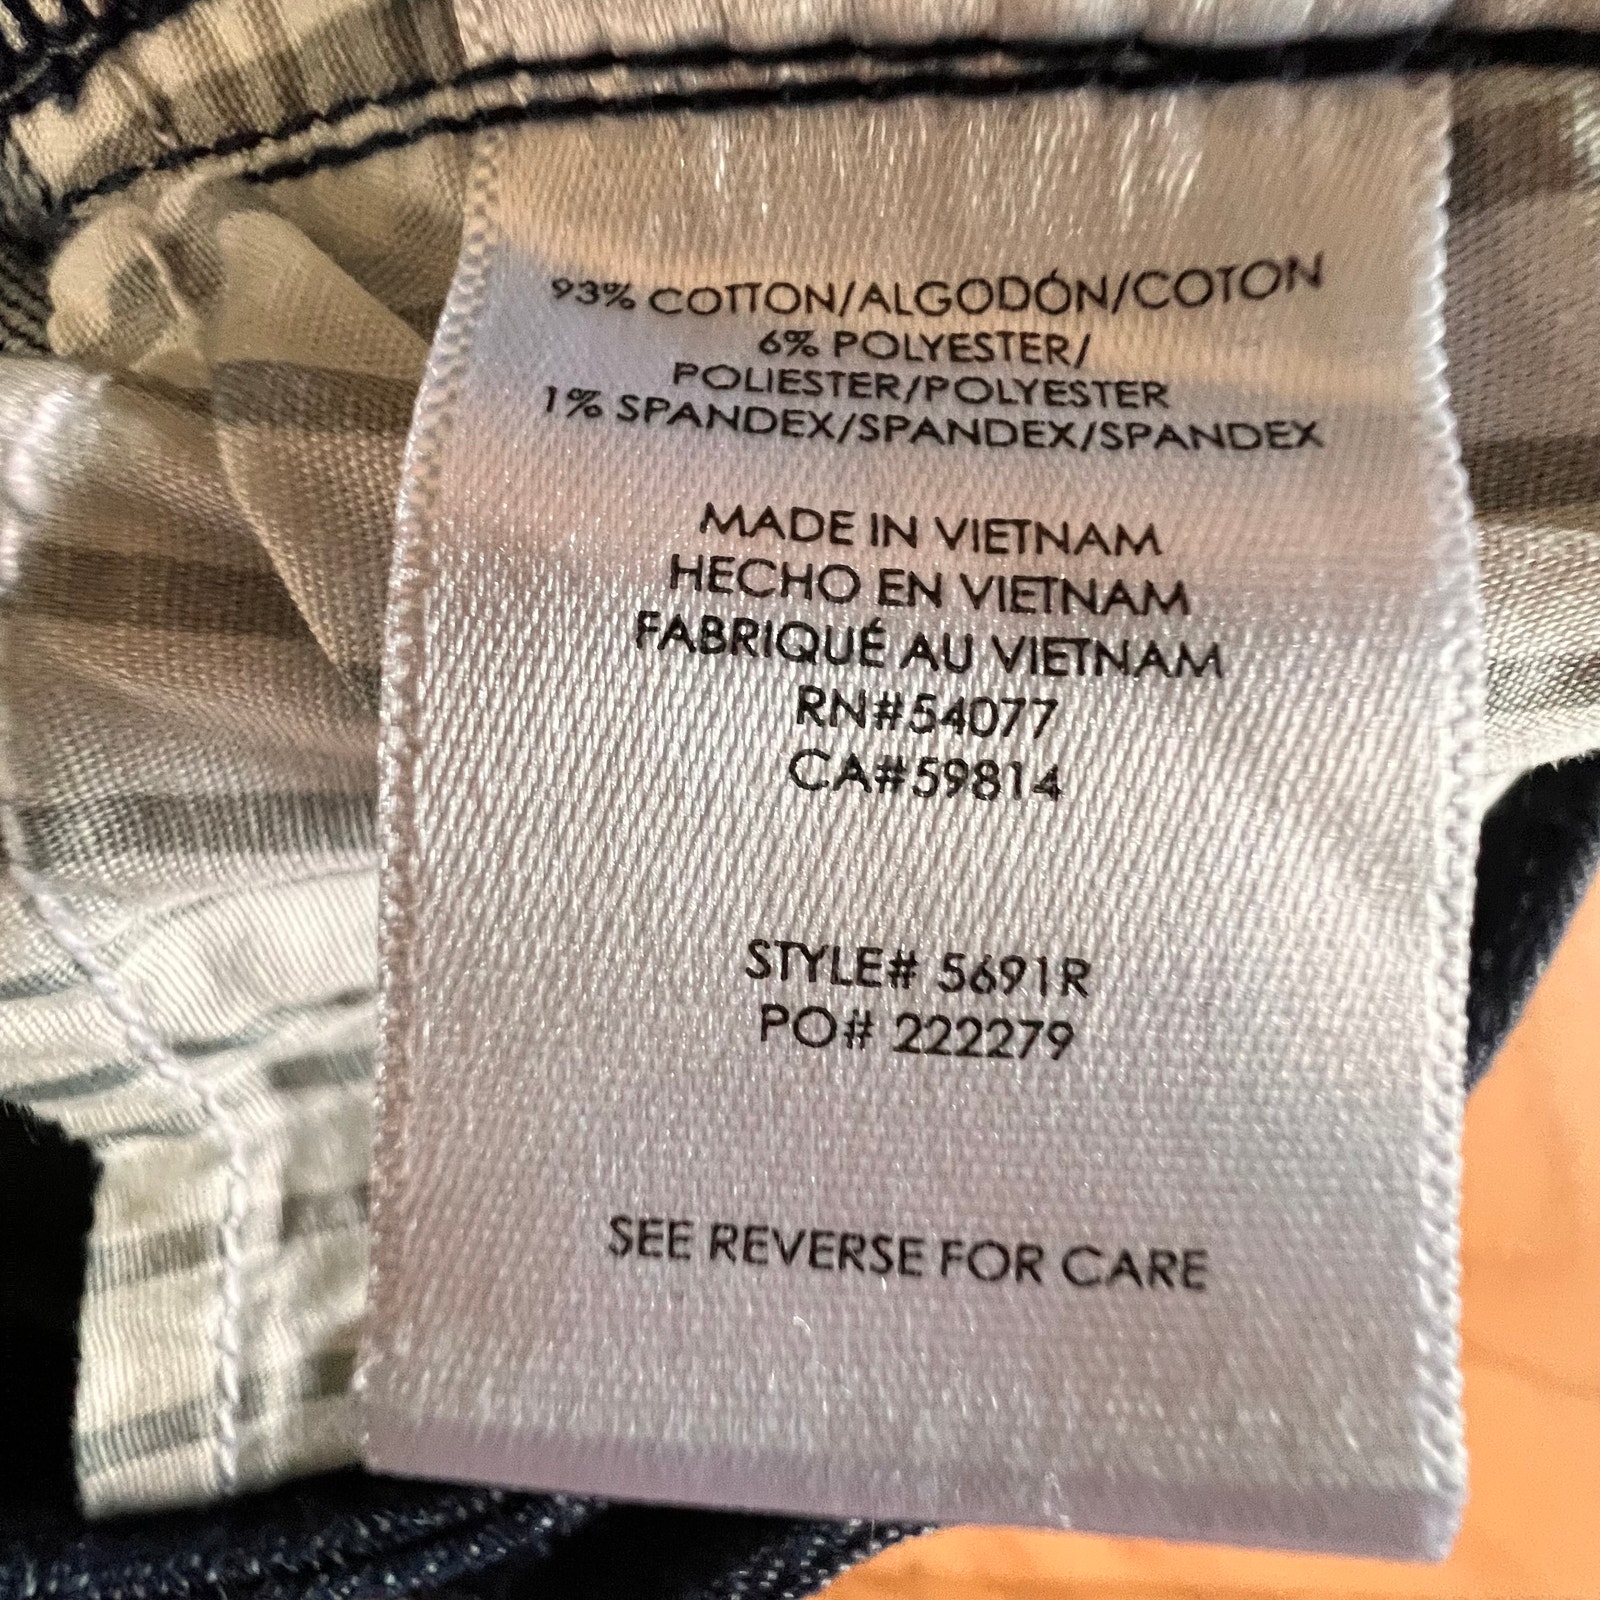 93% COTTON/ALGODÓN/COTON
6% POLYESTER/
POLIESTER/POLYESTER
1% SPANDEX/SPANDEX/SPANDEX
MADE IN VIETNAM
HECHO EN VIETNAM
FABRIQUÉ AU VIETNAM
RN#54077
CA#59814
STYLE# 5691R
PO# 222279
SEE REVERSE FOR CARE